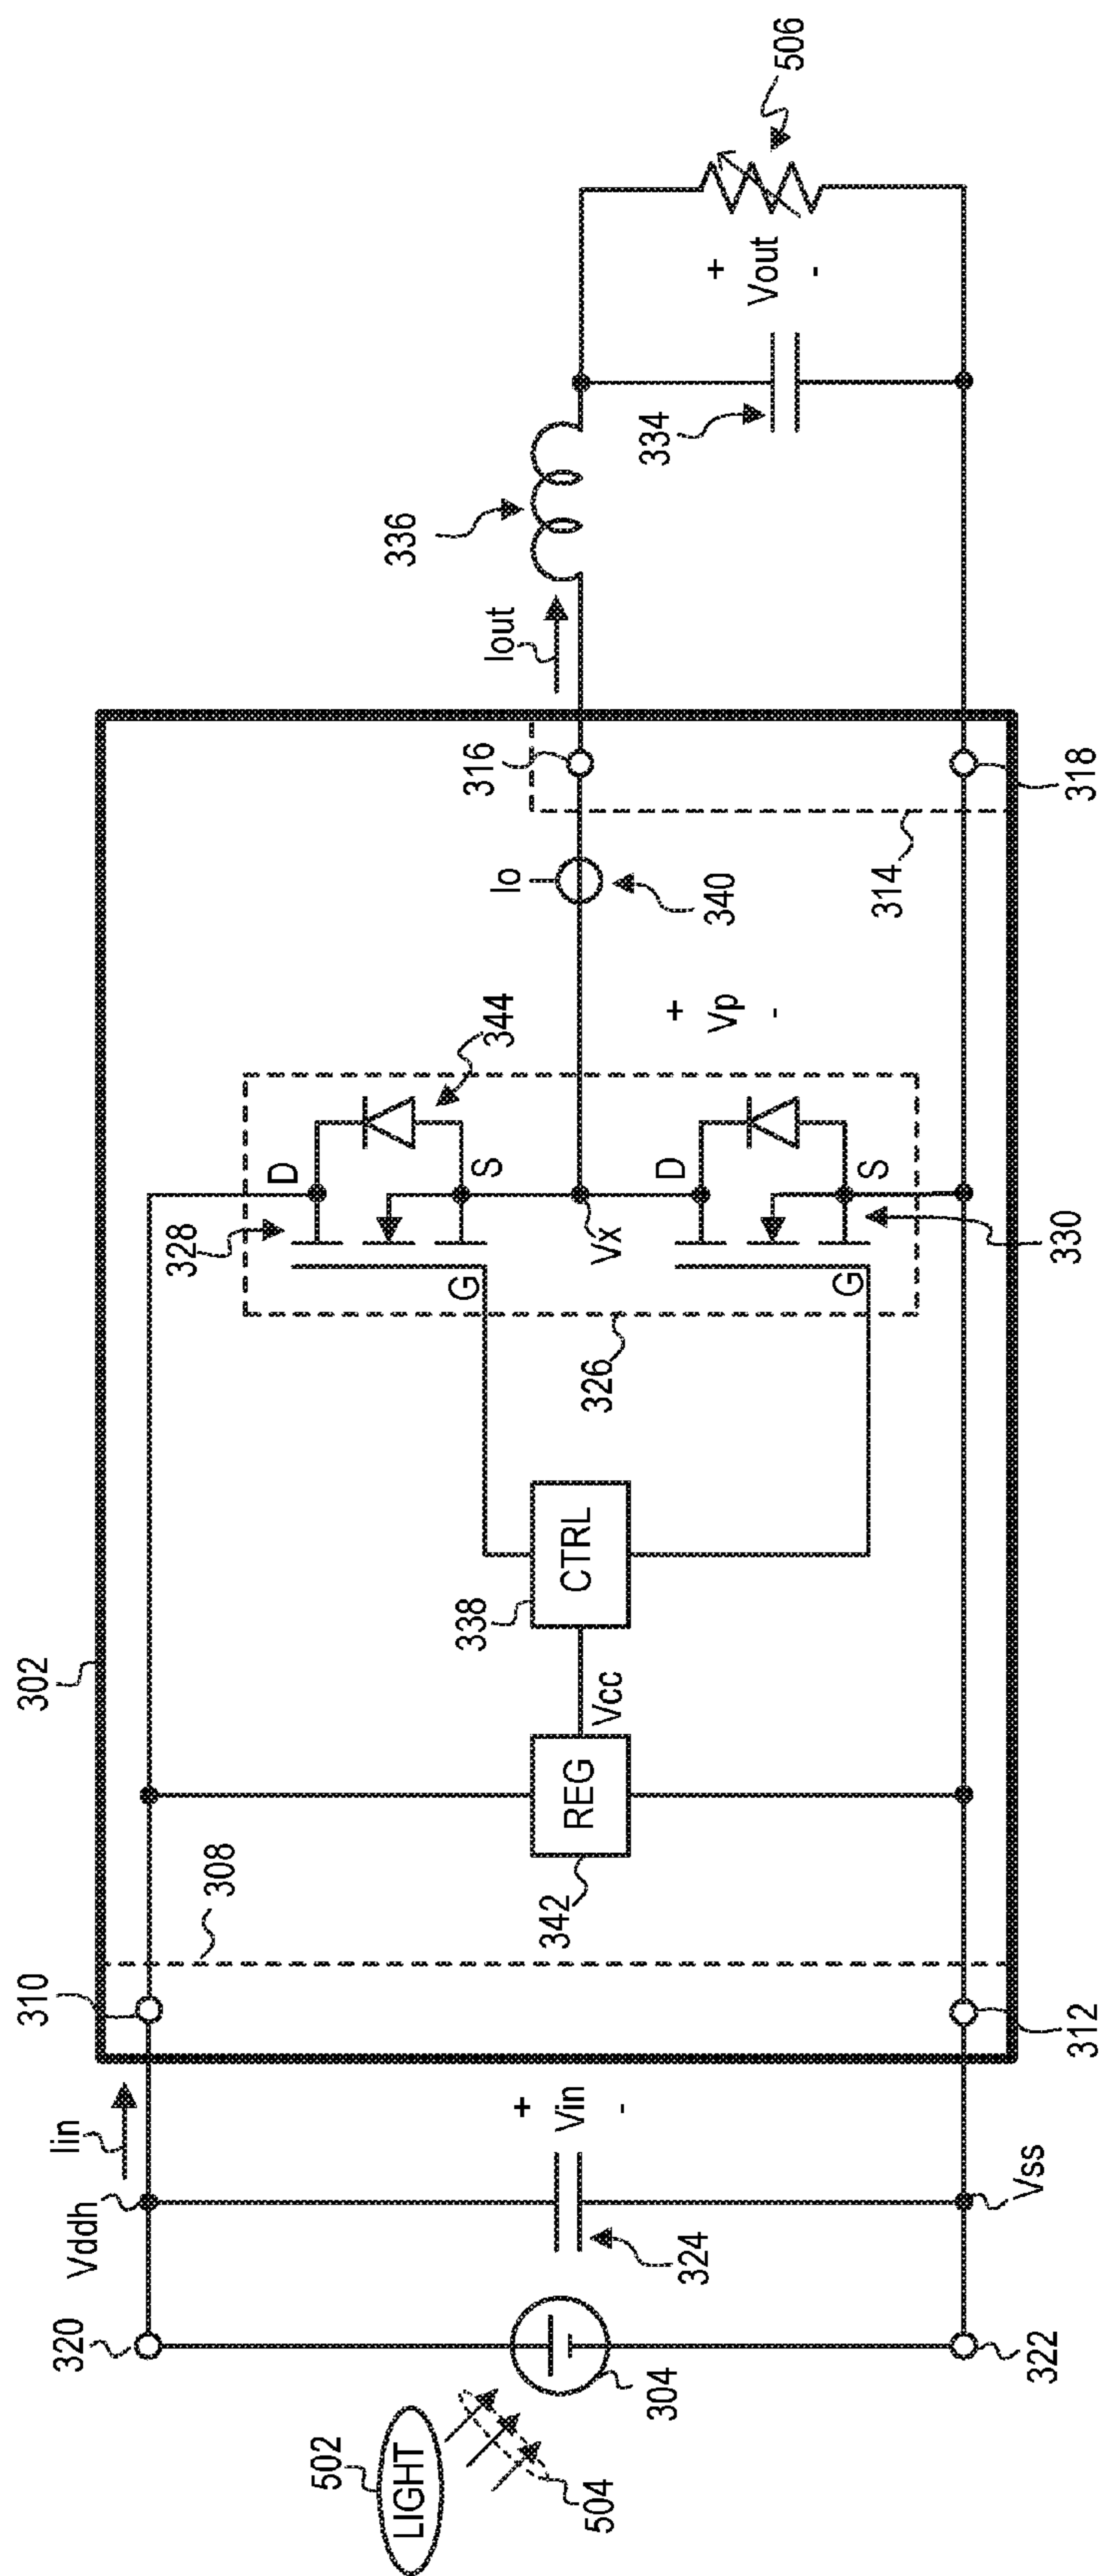 302
310
308
320
Vddh
Iin
502
LIGHT
504
304
324
+
Vin
-
322
Vss
312
342
REG
Vcc
338
CTRL
326
328
D
G
S
344
Vx
D
G
S
330
+
Vp
-
Io
340
316
314
318
Iout
336
334
+
Vout
-
506